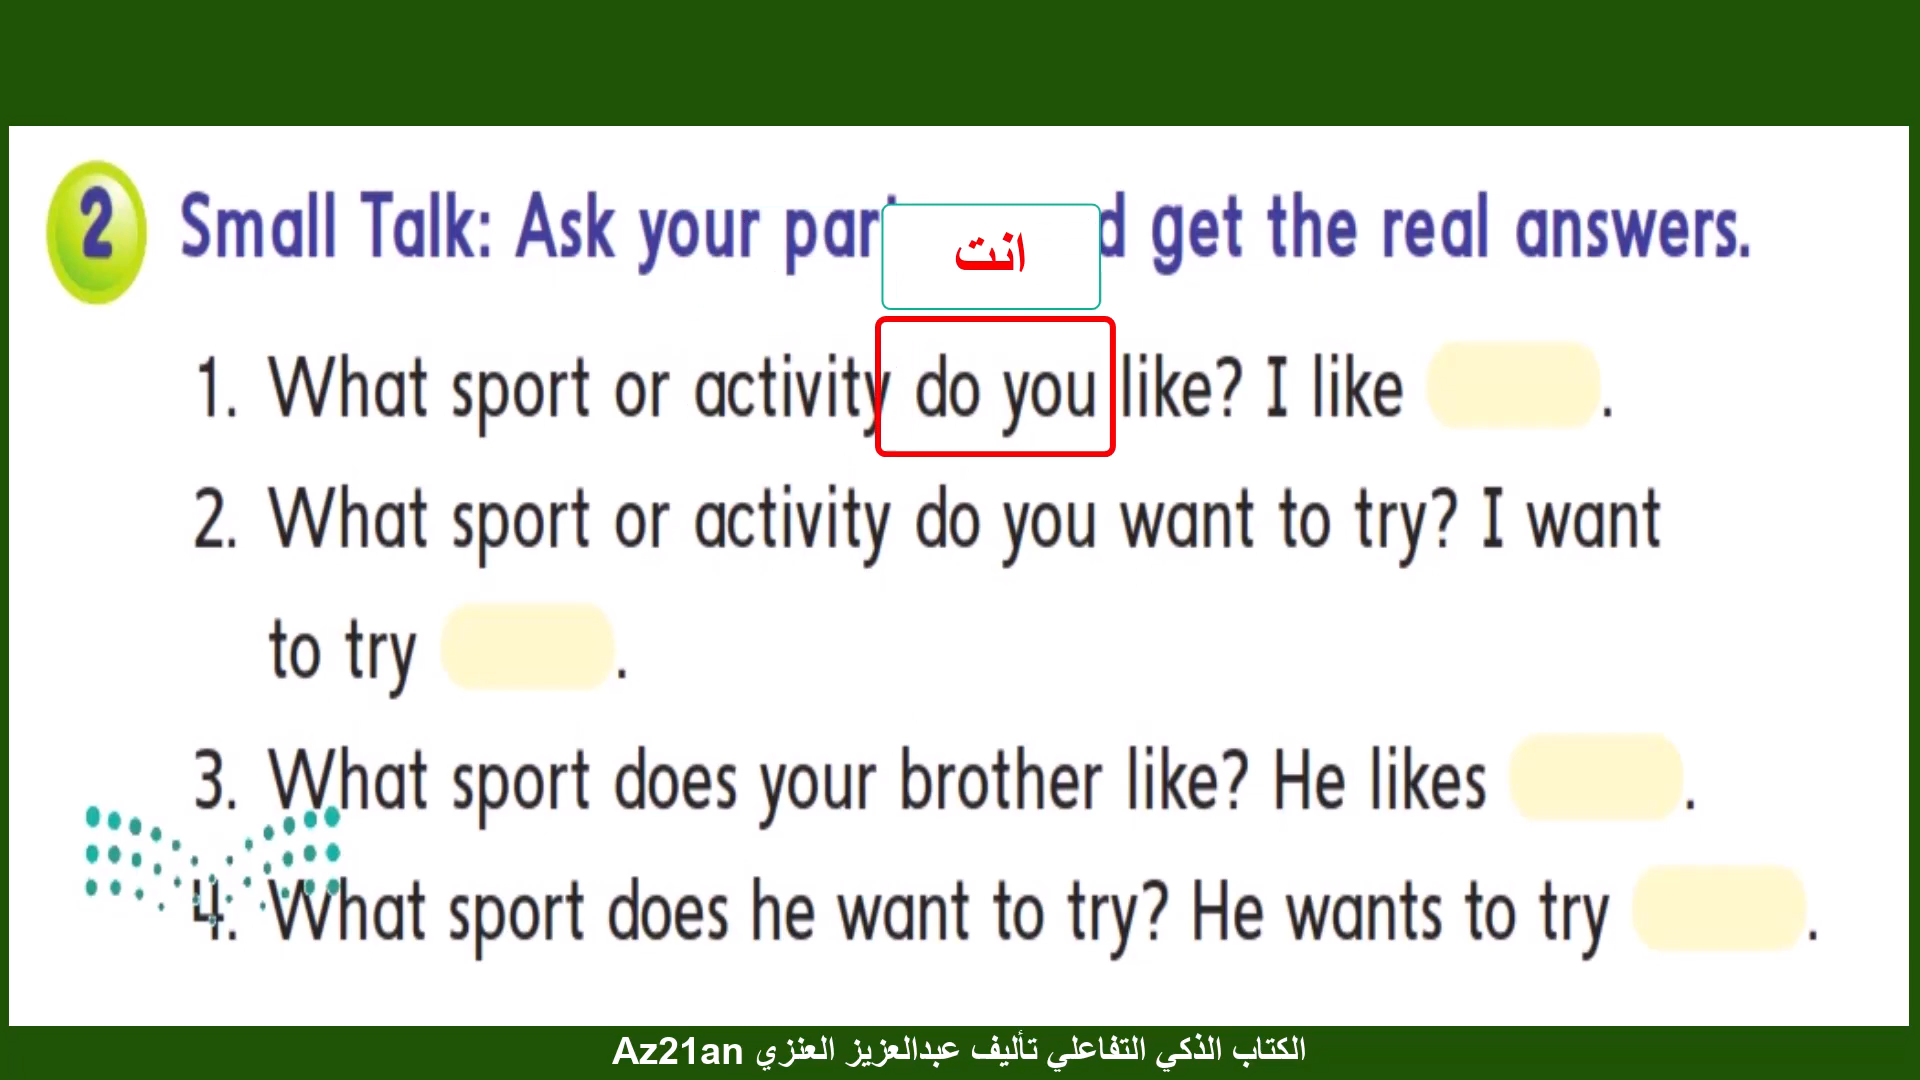 2 Small Talk: Ask your par d get the real answers.
انت
1. What sport or activity do you like? I like .
2. What sport or activity do you want to try? I want
to try .
3. What sport does your brother like? He likes .
4. What sport does he want to try? He wants to try .
الكتاب الذكي التفاعلي تأليف عبدالعزيز العنزي Az21an